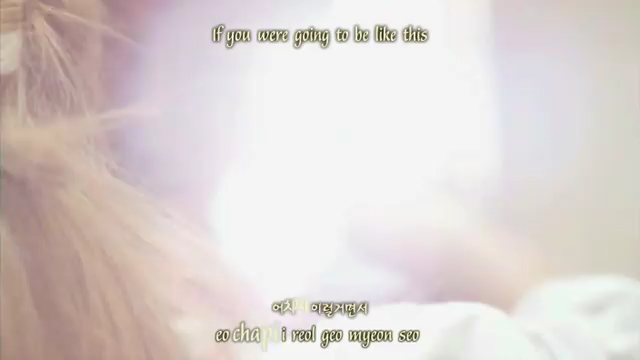 If you were going to be like this
어차피 이럴거면서
eo cha pi i reol geo myeon seo